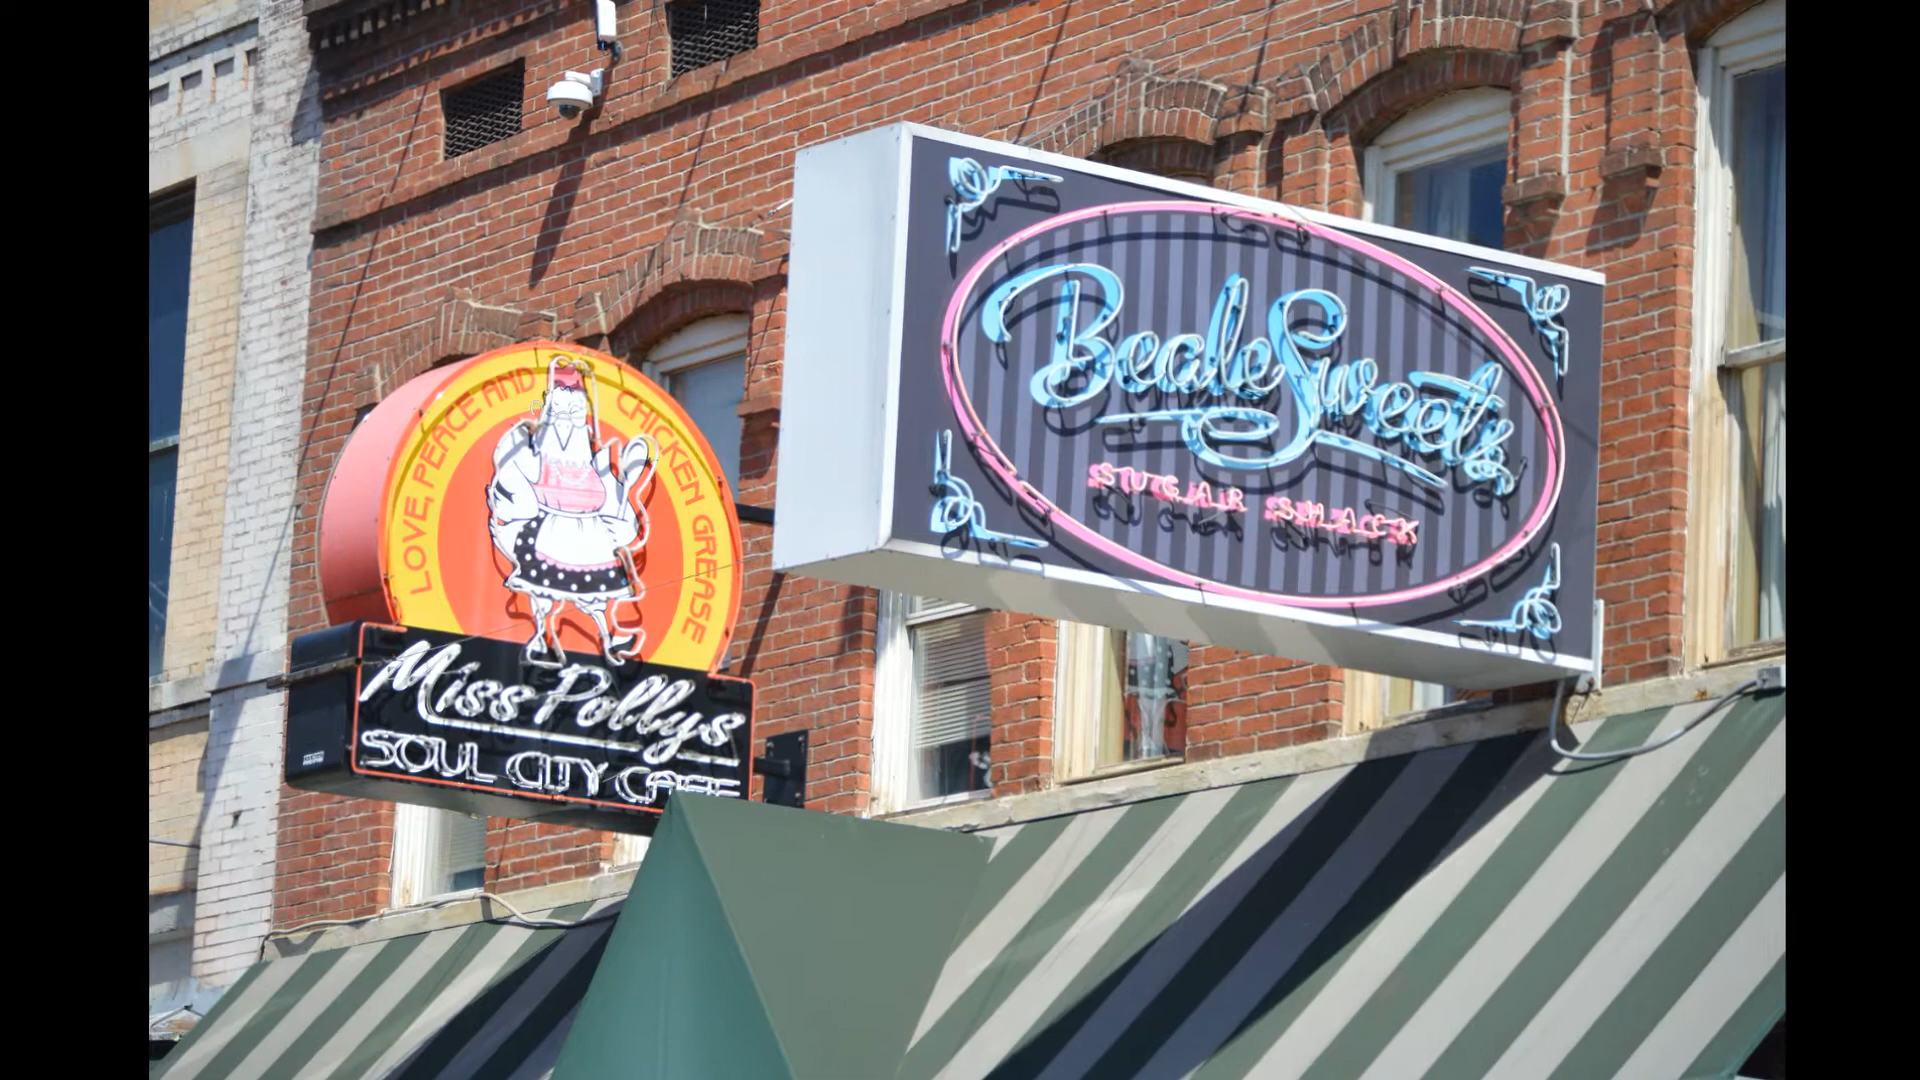 LOVE, PEACE AND CHICKEN GREASE
Miss Pollys
SOUL CITY CAFE
Beale Sweets
SUGAR SHACK